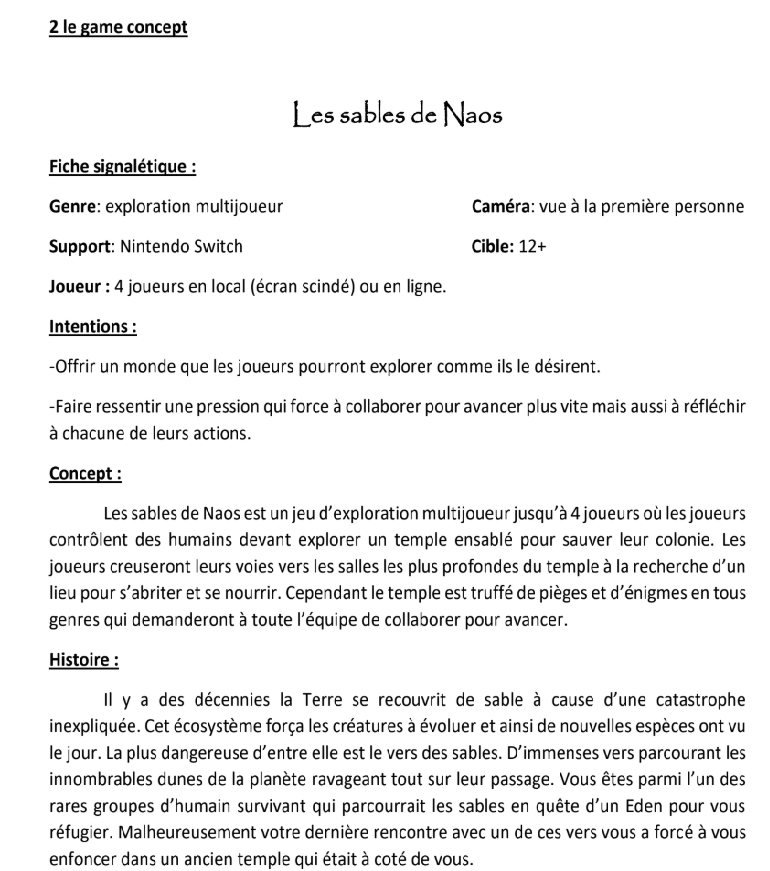 2 le game concept
Les sables de Naos
Fiche signalétique :
Genre: exploration multijoueur
Caméra: vue à la première personne
Support: Nintendo Switch
Cible: 12+
Joueur : 4 joueurs en local (écran scindé) ou en ligne.
Intentions :
-Offrir un monde que les joueurs pourront explorer comme ils le désirent.
-Faire ressentir une pression qui force à collaborer pour avancer plus vite mais aussi à réfléchir
à chacune de leurs actions.
Concept :
Les sables de Naos est un jeu d'exploration multijoueur jusqu'à 4 joueurs où les joueurs
contrôlent des humains devant explorer un temple ensablé pour sauver leur colonie. Les
joueurs creuseront leurs voies vers les salles les plus profondes du temple à la recherche d'un
lieu pour s'abriter et se nourrir. Cependant le temple est truffé de pièges et d'énigmes en tous
genres qui demanderont à toute l'équipe de collaborer pour avancer.
Histoire :
Il y a des décennies la Terre se recouvrit de sable à cause d'une catastrophe
inexpliquée. Cet écosystème força les créatures à évoluer et ainsi de nouvelles espèces ont vu
le jour. La plus dangereuse d'entre elle est le vers des sables. D'immenses vers parcourant les
innombrables dunes de la planète ravageant tout sur leur passage. Vous êtes parmi l'un des
rares groupes d'humain survivant qui parcourrait les sables en quête d'un Eden pour vous
réfugier. Malheureusement votre dernière rencontre avec un de ces vers vous a forcé à vous
enfoncer dans un ancien temple qui était à coté de vous.